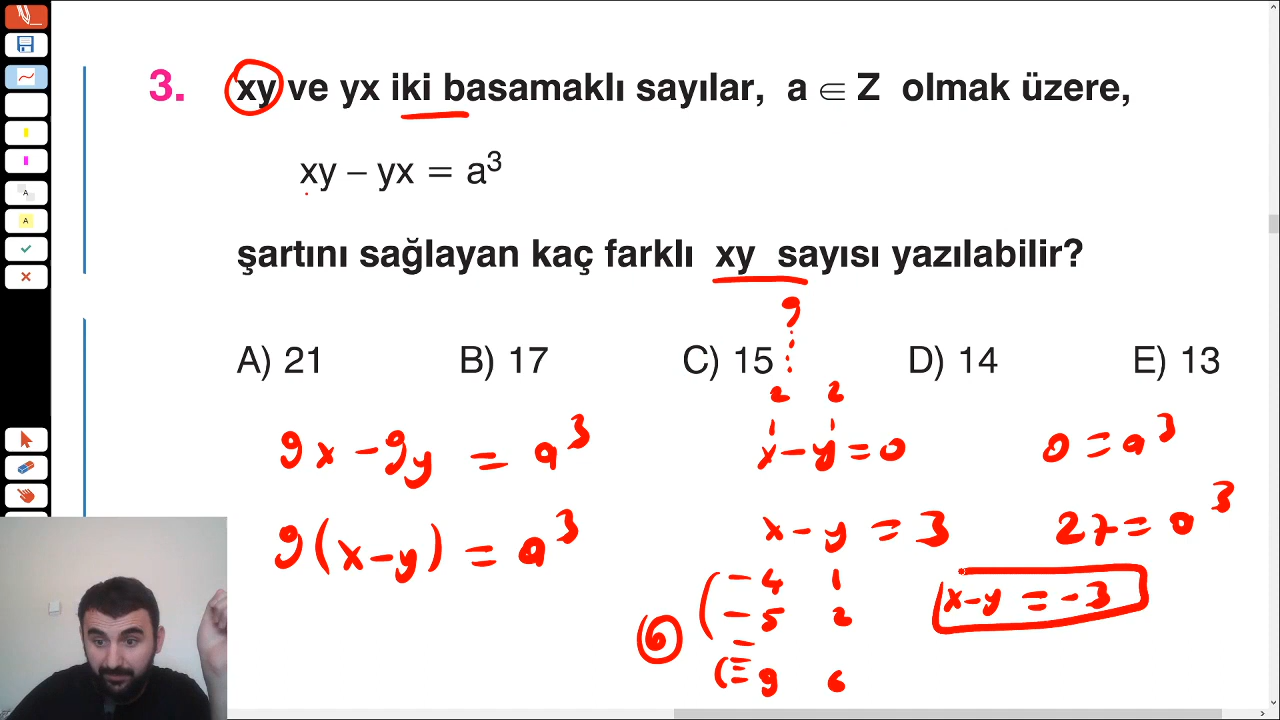 3. xy ve yx iki basamaklı sayılar, a ∈ Z olmak üzere,
xy – yx = a³
şartını sağlayan kaç farklı xy sayısı yazılabilir?
?
A) 21 B) 17 C) 15 D) 14 E) 13
2 2
9x - 9y = a³ x - y = 0 0 = a³
9(x-y) = a³ x - y = 3 27 = a³
- 4 1 x-y = -3
- 5 2
6
9 6
A
A